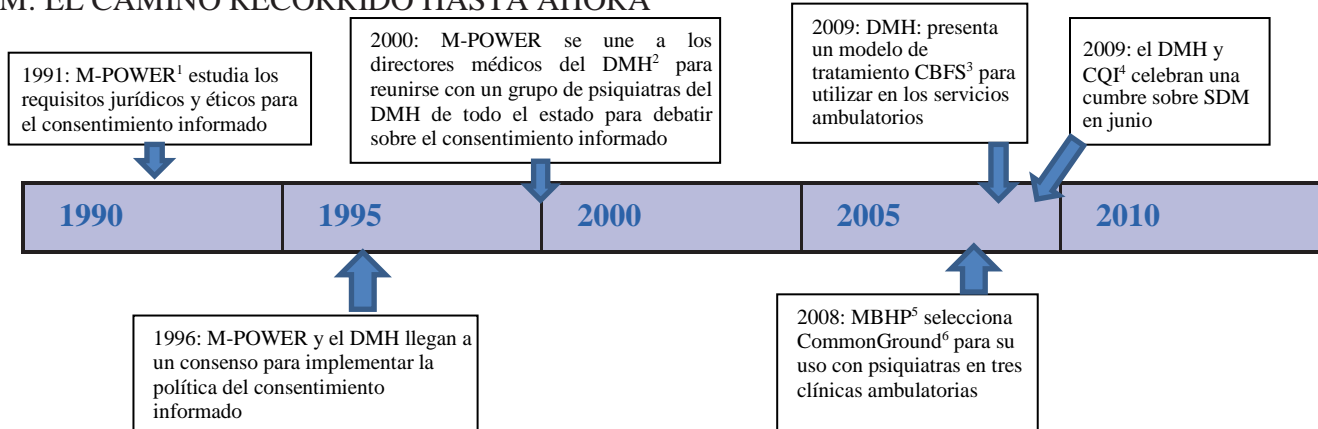 M: EL CAMINO RECORRIDO HASTA AHORA
1991: M-POWER¹ estudia los
requisitos jurídicos y éticos para
el consentimiento informado
2000: M-POWER se une a los
directores médicos del DMH² para
reunirse con un grupo de psiquiatras del
DMH de todo el estado para debatir
sobre el consentimiento informado
2009: DMH: presenta
un modelo de
tratamiento CBFS³ para
utilizar en los servicios
ambulatorios
2009: el DMH y
CQI⁴ celebran una
cumbre sobre SDM
en junio
1990
1995
2000
2005
2010
1996: M-POWER y el DMH llegan a
un consenso para implementar la
política del consentimiento
informado
2008: MBHP⁵ selecciona
CommonGround⁶ para su
uso con psiquiatras en tres
clínicas ambulatorias